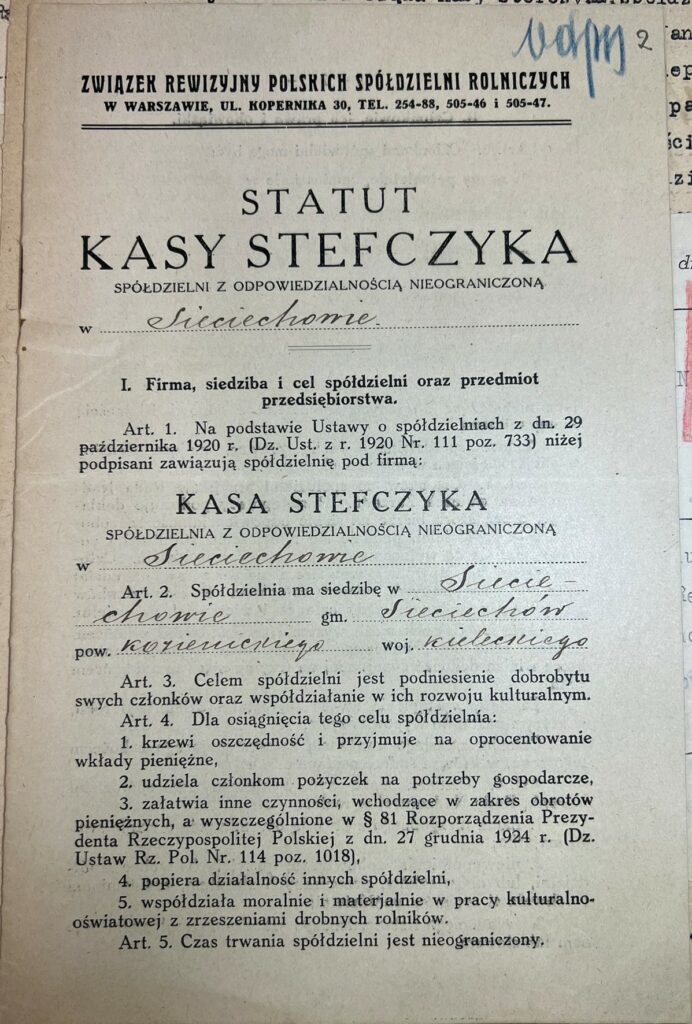 odpis 2
ZWIĄZEK REWIZYJNY POLSKICH SPÓŁDZIELNI ROLNICZYCH
W WARSZAWIE, UL. KOPERNIKA 30, TEL. 254-88, 505-46 i 505-47.
STATUT
KASY STEFCZYKA
SPÓŁDZIELNI Z ODPOWIEDZIALNOŚCIĄ NIEOGRANICZONĄ
w Sieciechowie.
I. Firma, siedziba i cel spółdzielni oraz przedmiot
przedsiębiorstwa.
Art. 1. Na podstawie Ustawy o spółdzielniach z dn. 29
października 1920 r. (Dz. Ust. z r. 1920 Nr. 111 poz. 733) niżej
podpisani zawiązują spółdzielnię pod firmą:
KASA STEFCZYKA
SPÓŁDZIELNIA Z ODPOWIEDZIALNOŚCIĄ NIEOGRANICZONĄ
w Sieciechowie
Art. 2. Spółdzielnia ma siedzibę w Siecie-
chowie gm. Sieciechów
pow. kozienickiego woj. kieleckiego
Art. 3. Celem spółdzielni jest podniesienie dobrobytu
swych członków oraz współdziałanie w ich rozwoju kulturalnym.
Art. 4. Dla osiągnięcia tego celu spółdzielnia:
1. krzewi oszczędność i przyjmuje na oprocentowanie
wkłady pieniężne,
2. udziela członkom pożyczek na potrzeby gospodarcze,
3. załatwia inne czynności, wchodzące w zakres obrotów
pieniężnych, a wyszczególnione w § 81 Rozporządzenia Prezy-
denta Rzeczypospolitej Polskiej z dn. 27 grudnia 1924 r. (Dz.
Ustaw Rz. Pol. Nr. 114 poz. 1018),
4. popiera działalność innych spółdzielni,
5. współdziała moralnie i materjalnie w pracy kulturalno-
oświatowej z zrzeszeniami drobnych rolników.
Art. 5. Czas trwania spółdzielni jest nieograniczony.